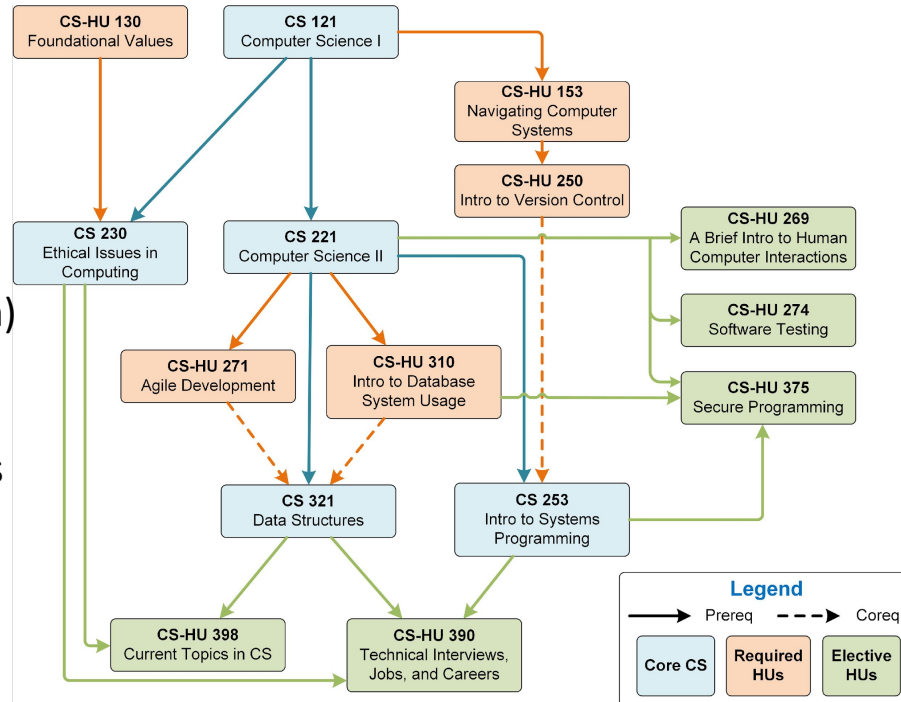 CS-HU 130
Foundational Values
CS 121
Computer Science I
CS-HU 153
Navigating Computer
Systems
CS-HU 250
Intro to Version Control
CS 230
Ethical Issues in
Computing
CS 221
Computer Science II
CS-HU 269
A Brief Intro to Human
Computer Interactions
)
CS-HU 274
Software Testing
CS-HU 271
Agile Development
CS-HU 310
Intro to Database
System Usage
CS-HU 375
Secure Programming
s
CS 321
Data Structures
CS 253
Intro to Systems
Programming
CS-HU 398
Current Topics in CS
CS-HU 390
Technical Interviews,
Jobs, and Careers
Legend
Prereq
Coreq
Core CS
Required
HUs
Elective
HUs